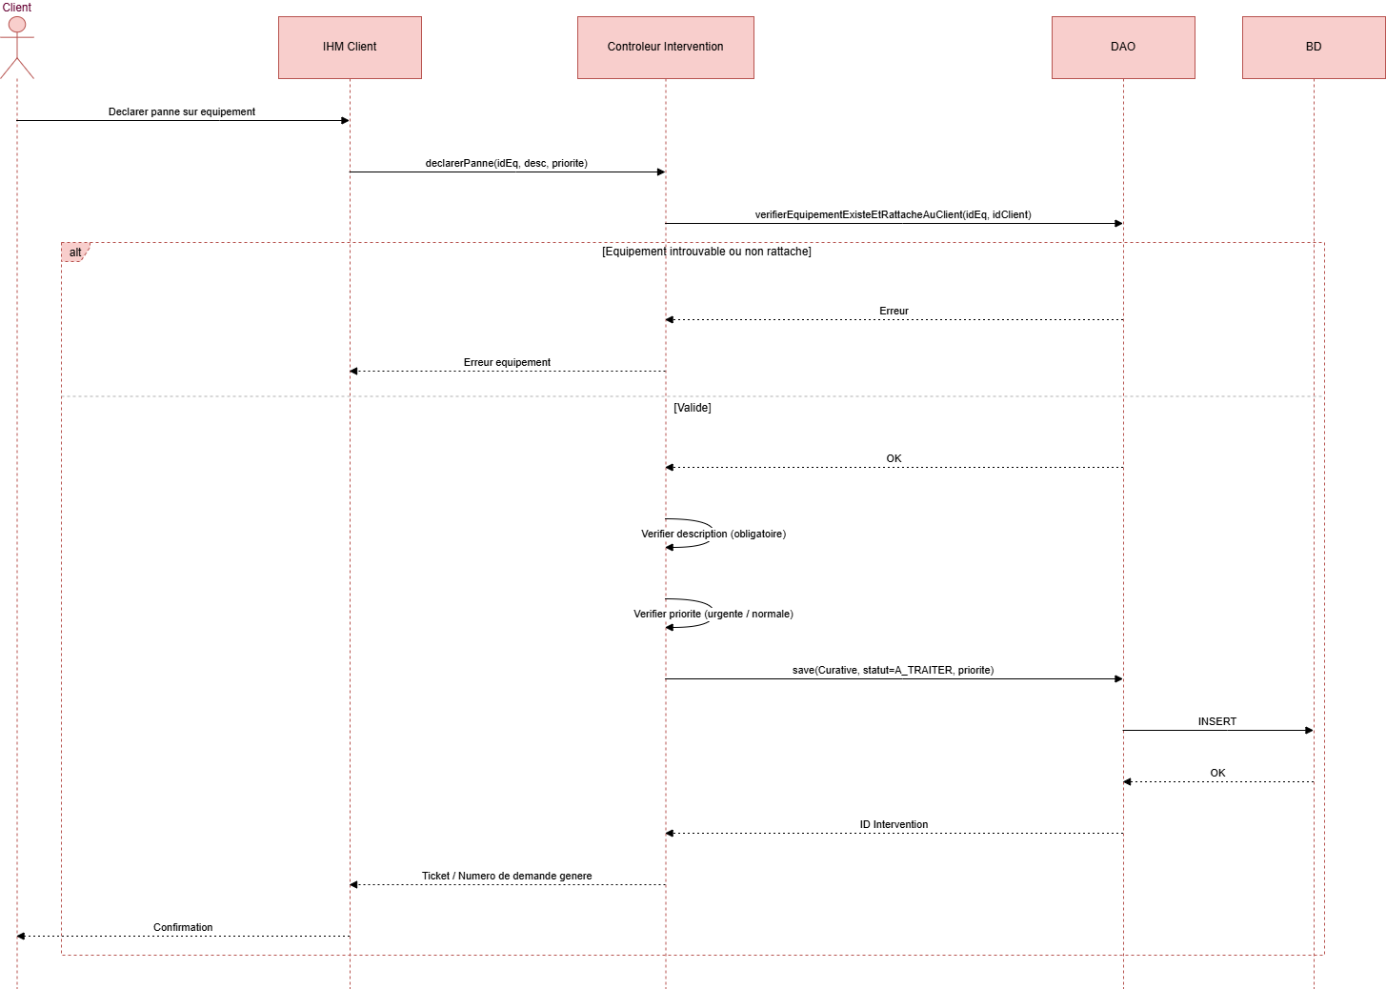 Client
IHM Client
Controleur Intervention
DAO
BD
Declarer panne sur equipement
declarerPanne(idEq, desc, priorite)
verifierEquipementExisteEtRattacheAuClient(idEq, idClient)
alt
[Equipement introuvable ou non rattache]
Erreur
Erreur equipement
[Valide]
OK
Verifier description (obligatoire)
Verifier priorite (urgente / normale)
save(Curative, statut=A_TRAITER, priorite)
INSERT
OK
ID Intervention
Ticket / Numero de demande genere
Confirmation